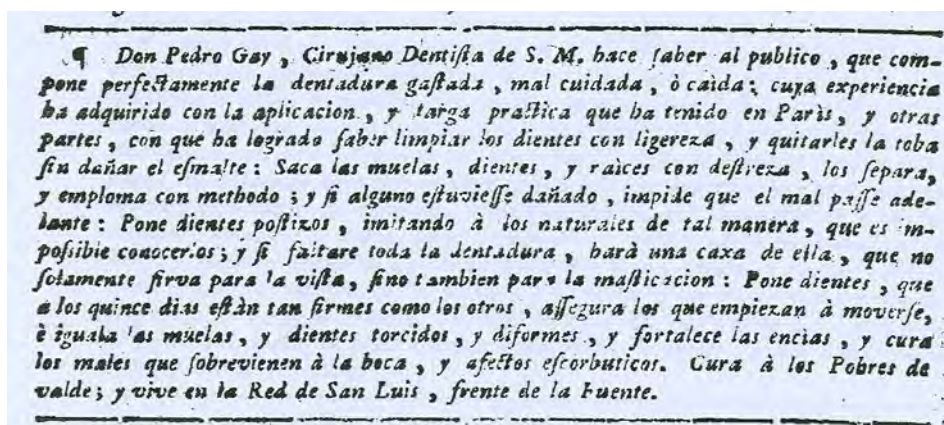 ¶ Don Pedro Gay, Cirujano Dentiſta de S. M. hace ſaber al publico, que com-
pone perfectamente la dentadura gaſtada, mal cuidada, ò caìda; cuya experiencia
ha adquirido con la aplicacion, y larga practica que ha tenido en Parìs, y otras
partes, con que ha logrado ſaber limpiar los dientes con ligereza, y quitarles la toba
ſin dañar el eſmalte: Saca las muelas, dientes, y raìces con deſtreza, los ſepara,
y emploma con methodo; y ſi alguno eſtuvieſſe dañado, impide que el mal paſſe ade-
lante: Pone dientes poſtizos, imitando à los naturales de tal manera, que es im-
poſsible conocerlos; y ſi faltare toda la dentadura, harà una caxa de ella, que no
ſolamente ſirva para la viſta, ſino tambien para la maſticacion: Pone dientes, que
a los quince dias eſtàn tan firmes como los otros, aſſegura los que empiezan à moverſe,
è iguala las muelas, y dientes torcidos, y diformes, y fortalece las encìas, y cura
los males que ſobrevienen à la boca, y afectos eſcorbuticos. Cura à los Pobres de
valde; y vive en la Red de San Luis, frente de la Fuente.